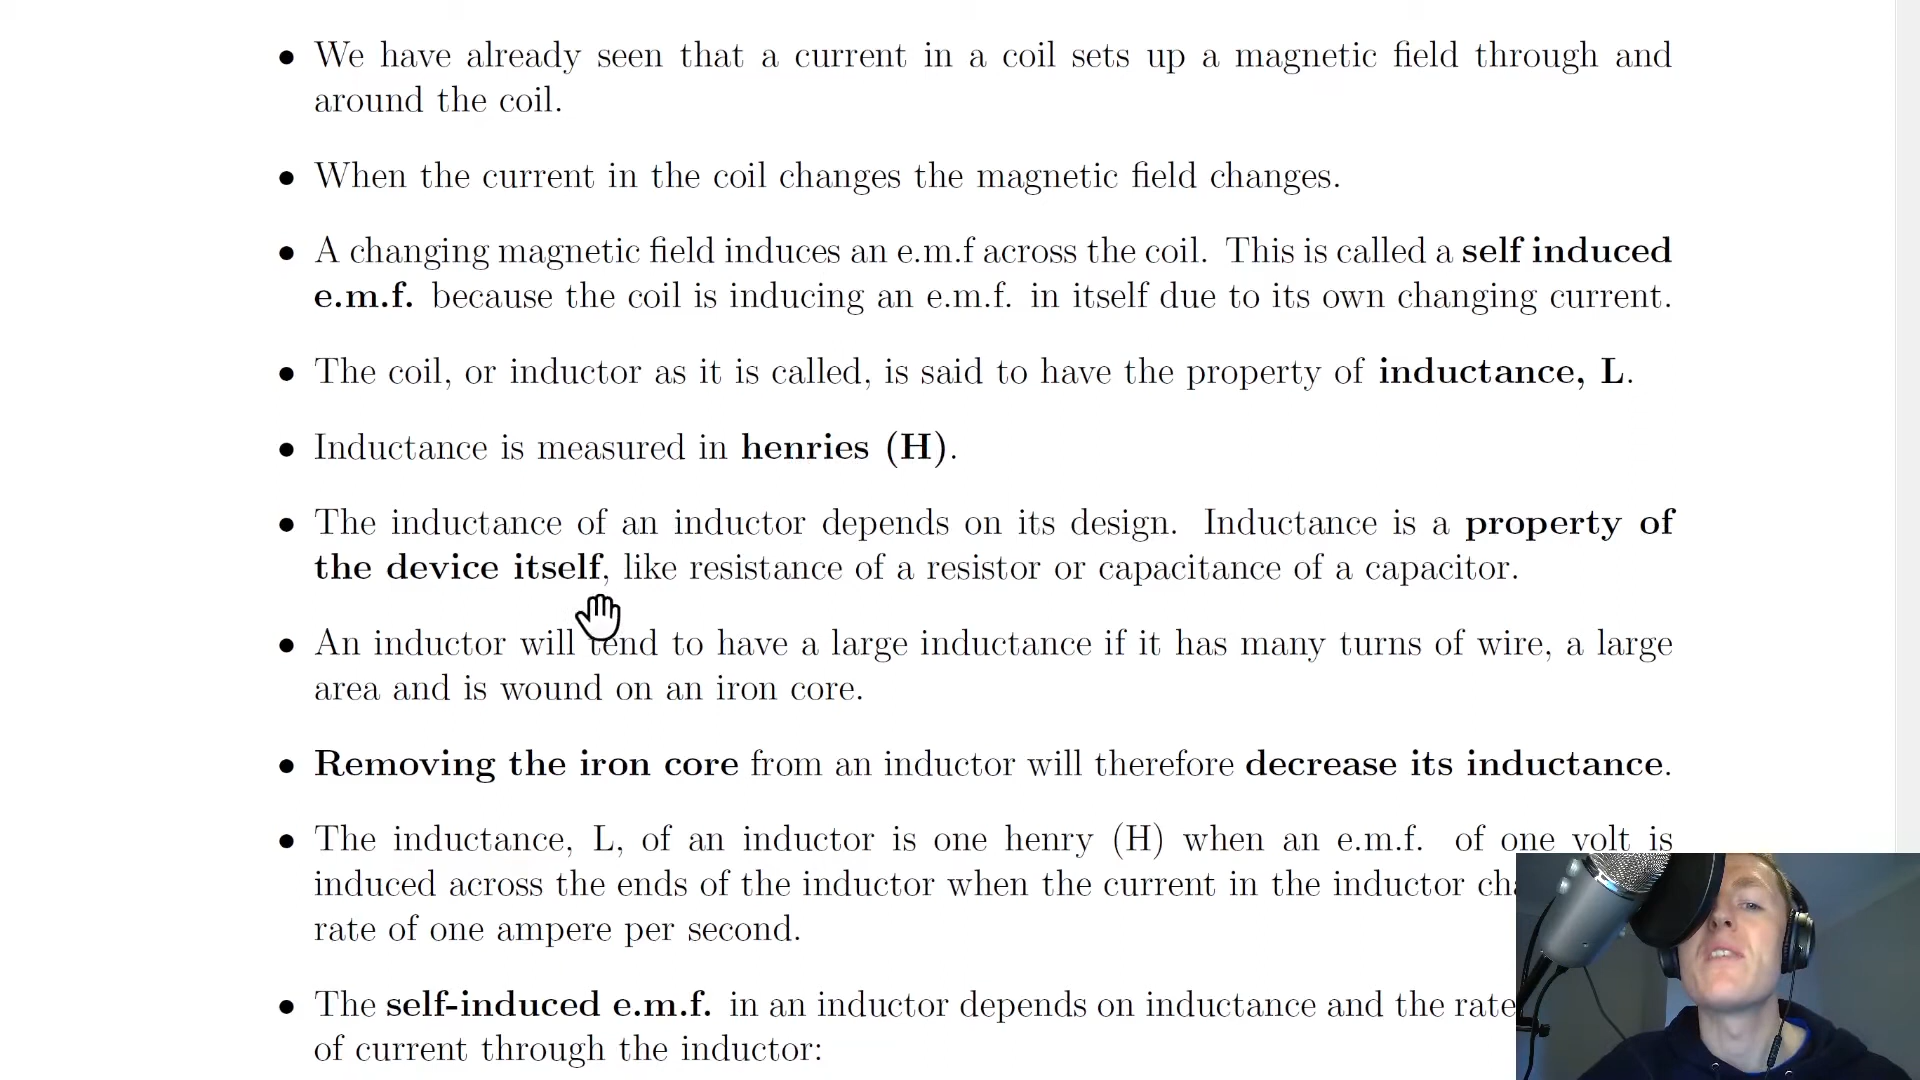 • We have already seen that a current in a coil sets up a magnetic field through and
around the coil.
• When the current in the coil changes the magnetic field changes.
• A changing magnetic field induces an e.m.f across the coil. This is called a self induced
e.m.f. because the coil is inducing an e.m.f. in itself due to its own changing current.
• The coil, or inductor as it is called, is said to have the property of inductance, L.
• Inductance is measured in henries (H).
• The inductance of an inductor depends on its design. Inductance is a property of
the device itself, like resistance of a resistor or capacitance of a capacitor.
• An inductor will tend to have a large inductance if it has many turns of wire, a large
area and is wound on an iron core.
• Removing the iron core from an inductor will therefore decrease its inductance.
• The inductance, L, of an inductor is one henry (H) when an e.m.f. of one volt is
induced across the ends of the inductor when the current in the inductor
rate of one ampere per second.
• The self-induced e.m.f. in an inductor depends on inductance and the rate
of current through the inductor: